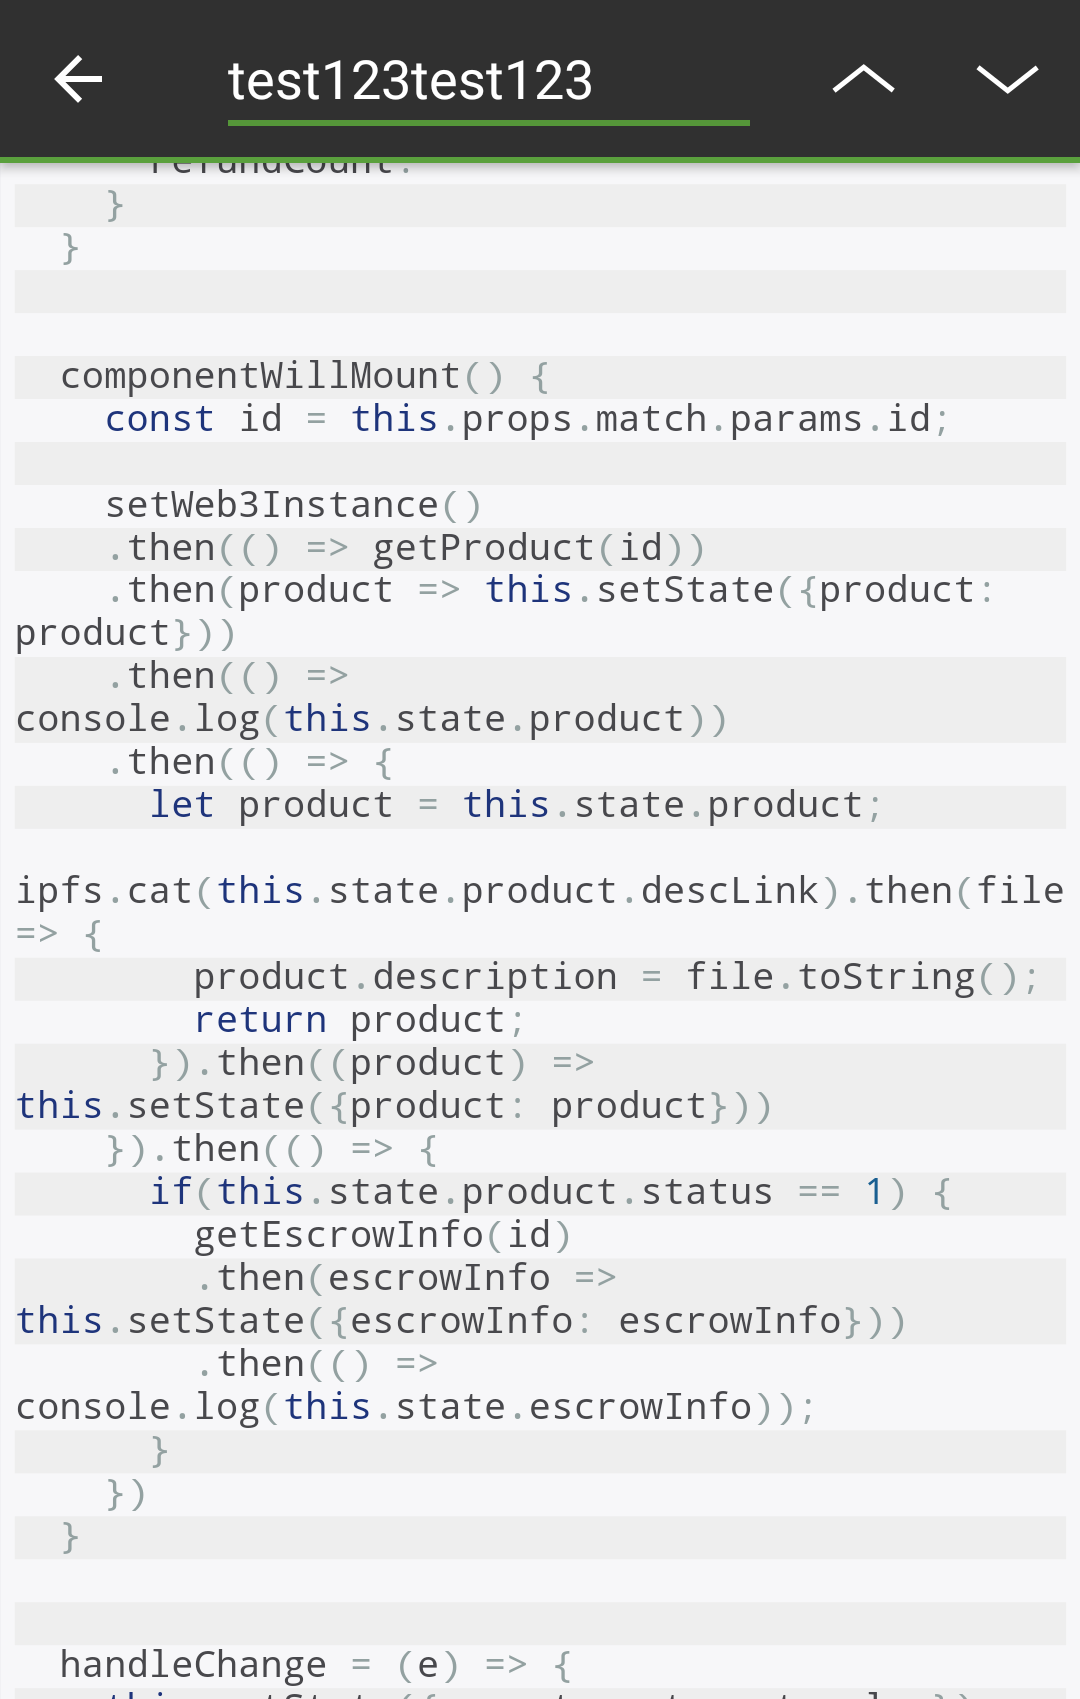 test123test123
refundCount:
}
}
componentWillMount() {
const id = this.props.match.params.id;
setWeb3Instance()
.then(() => getProduct(id))
.then(product => this.setState({product:
product}))
.then(() =>
console.log(this.state.product))
.then(() => {
let product = this.state.product;
ipfs.cat(this.state.product.descLink).then(file
=> {
product.description = file.toString();
return product;
}).then((product) =>
this.setState({product: product}))
}).then(() => {
if(this.state.product.status == 1) {
getEscrowInfo(id)
.then(escrowInfo =>
this.setState({escrowInfo: escrowInfo}))
.then(() =>
console.log(this.state.escrowInfo));
}
})
}
handleChange = (e) => {